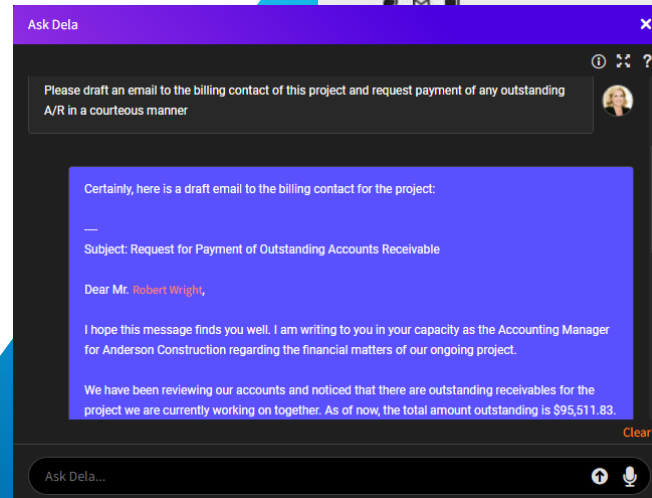 Ask Dela
Please draft an email to the billing contact of this project and request payment of any outstanding
A/R in a courteous manner
Certainly, here is a draft email to the billing contact for the project:
—
Subject: Request for Payment of Outstanding Accounts Receivable
Dear Mr. Robert Wright,
I hope this message finds you well. I am writing to you in your capacity as the Accounting Manager
for Anderson Construction regarding the financial matters of our ongoing project.
We have been reviewing our accounts and noticed that there are outstanding receivables for the
project we are currently working on together. As of now, the total amount outstanding is $95,511.83.
Clear
Ask Dela...